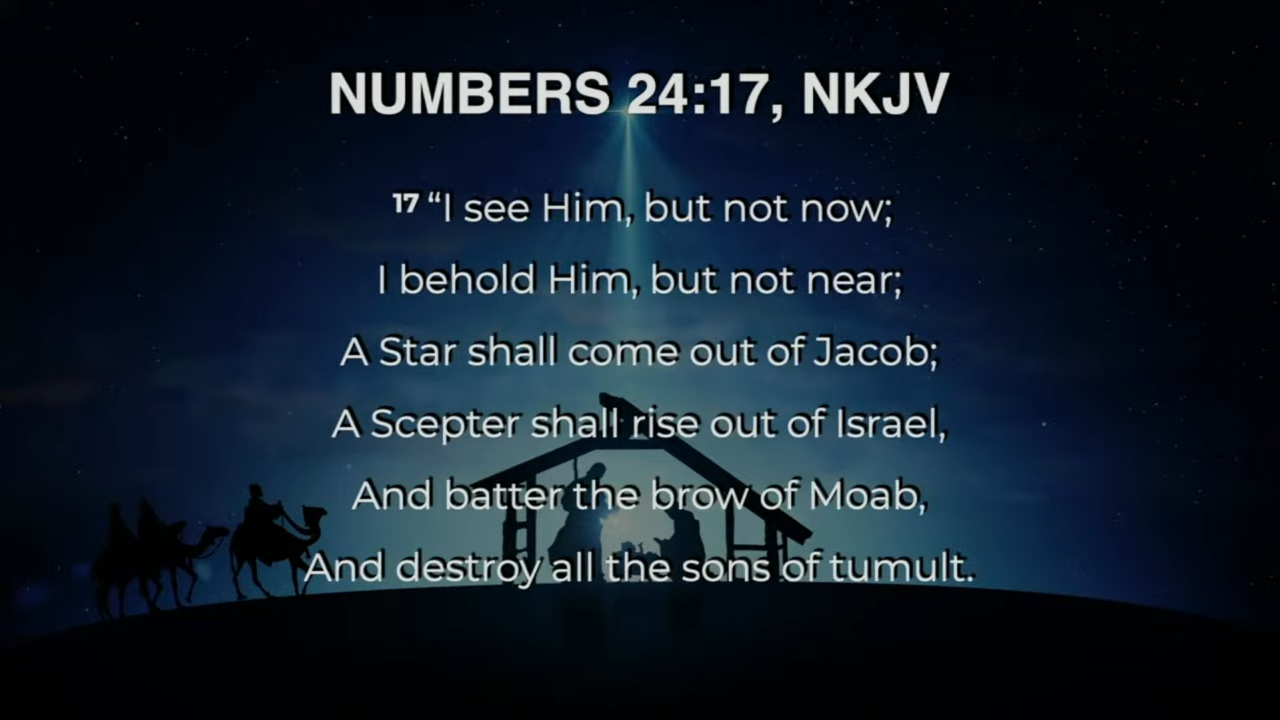 NUMBERS 24:17, NKJV
17 “I see Him, but not now;
I behold Him, but not near;
A Star shall come out of Jacob;
A Scepter shall rise out of Israel,
And batter the brow of Moab,
And destroy all the sons of tumult.